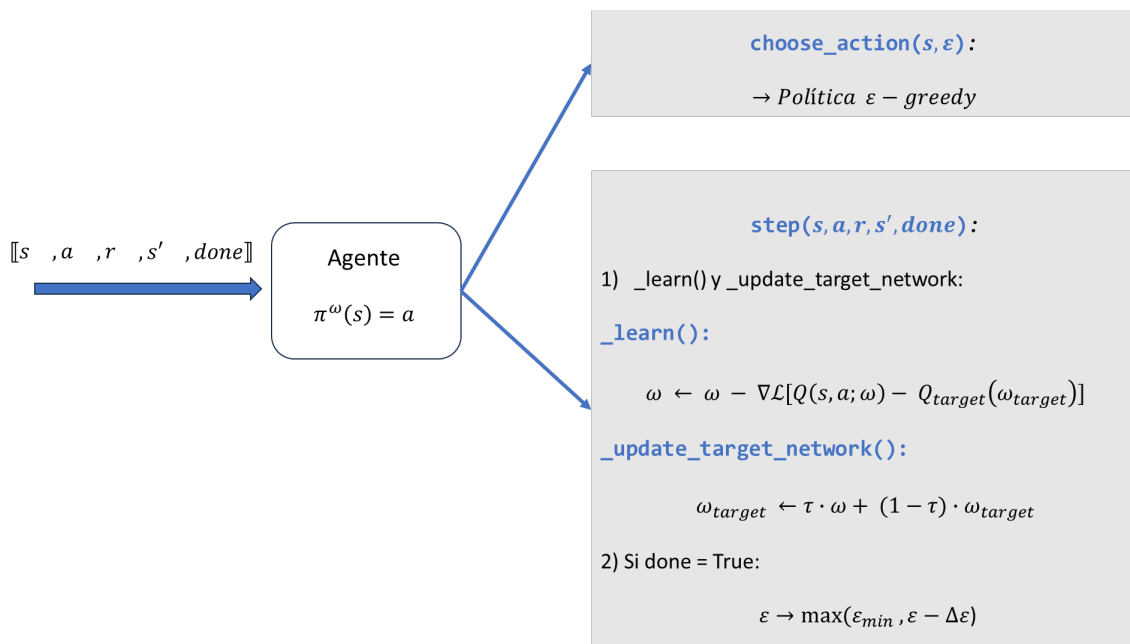 ⟦s , a , r , s′ , done⟧
Agente
π^ω(s) = a
choose_action(s, ε):
→ Política ε − greedy
step(s, a, r, s′, done):
1) _learn() y _update_target_network:
_learn():
ω ← ω − ∇ℒ[Q(s, a; ω) − Q_target(ω_target)]
_update_target_network():
ω_target ← τ · ω + (1 − τ) · ω_target
2) Si done = True:
ε → max(ε_min , ε − Δε)